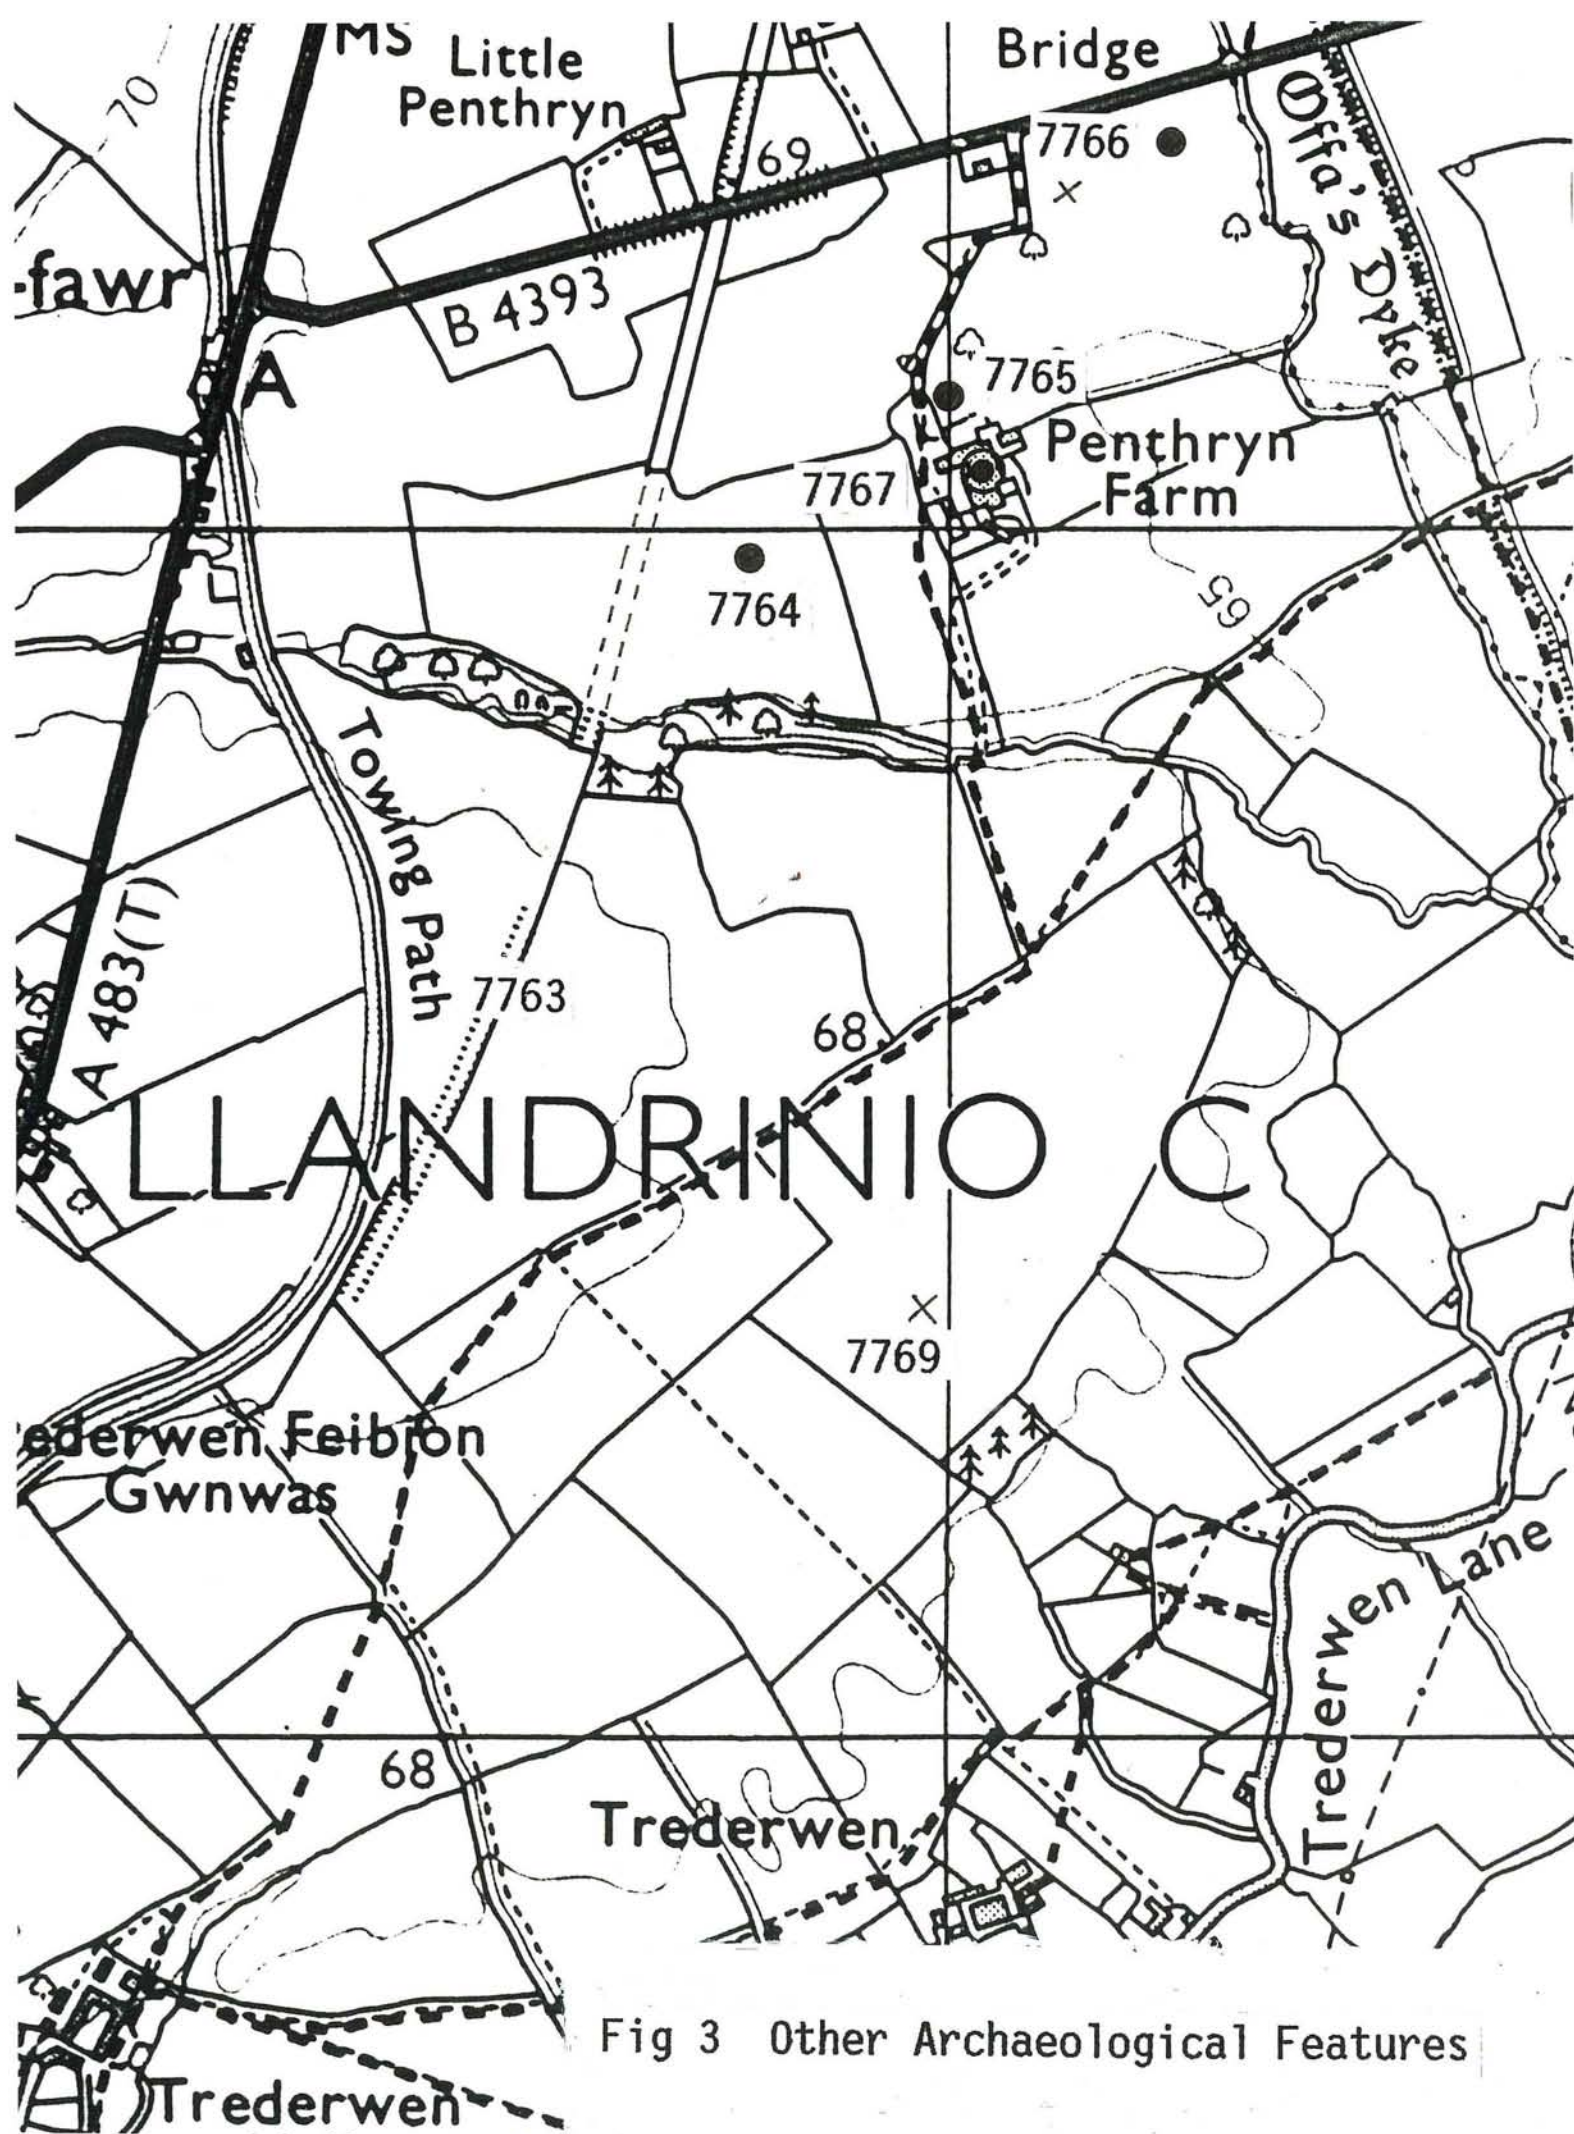 MS
Little
Penthryn
Bridge
70
69
7766
Offa's Dyke
-fawr
B 4393
A
7765
Penthryn
Farm
7767
7764
65
Towing Path
A 483(T)
7763
68
LLANDRINIO C
7769
ederwen Feibion
Gwnwas
Trederwen Lane
68
Trederwen
Fig 3 Other Archaeological Features
Trederwen